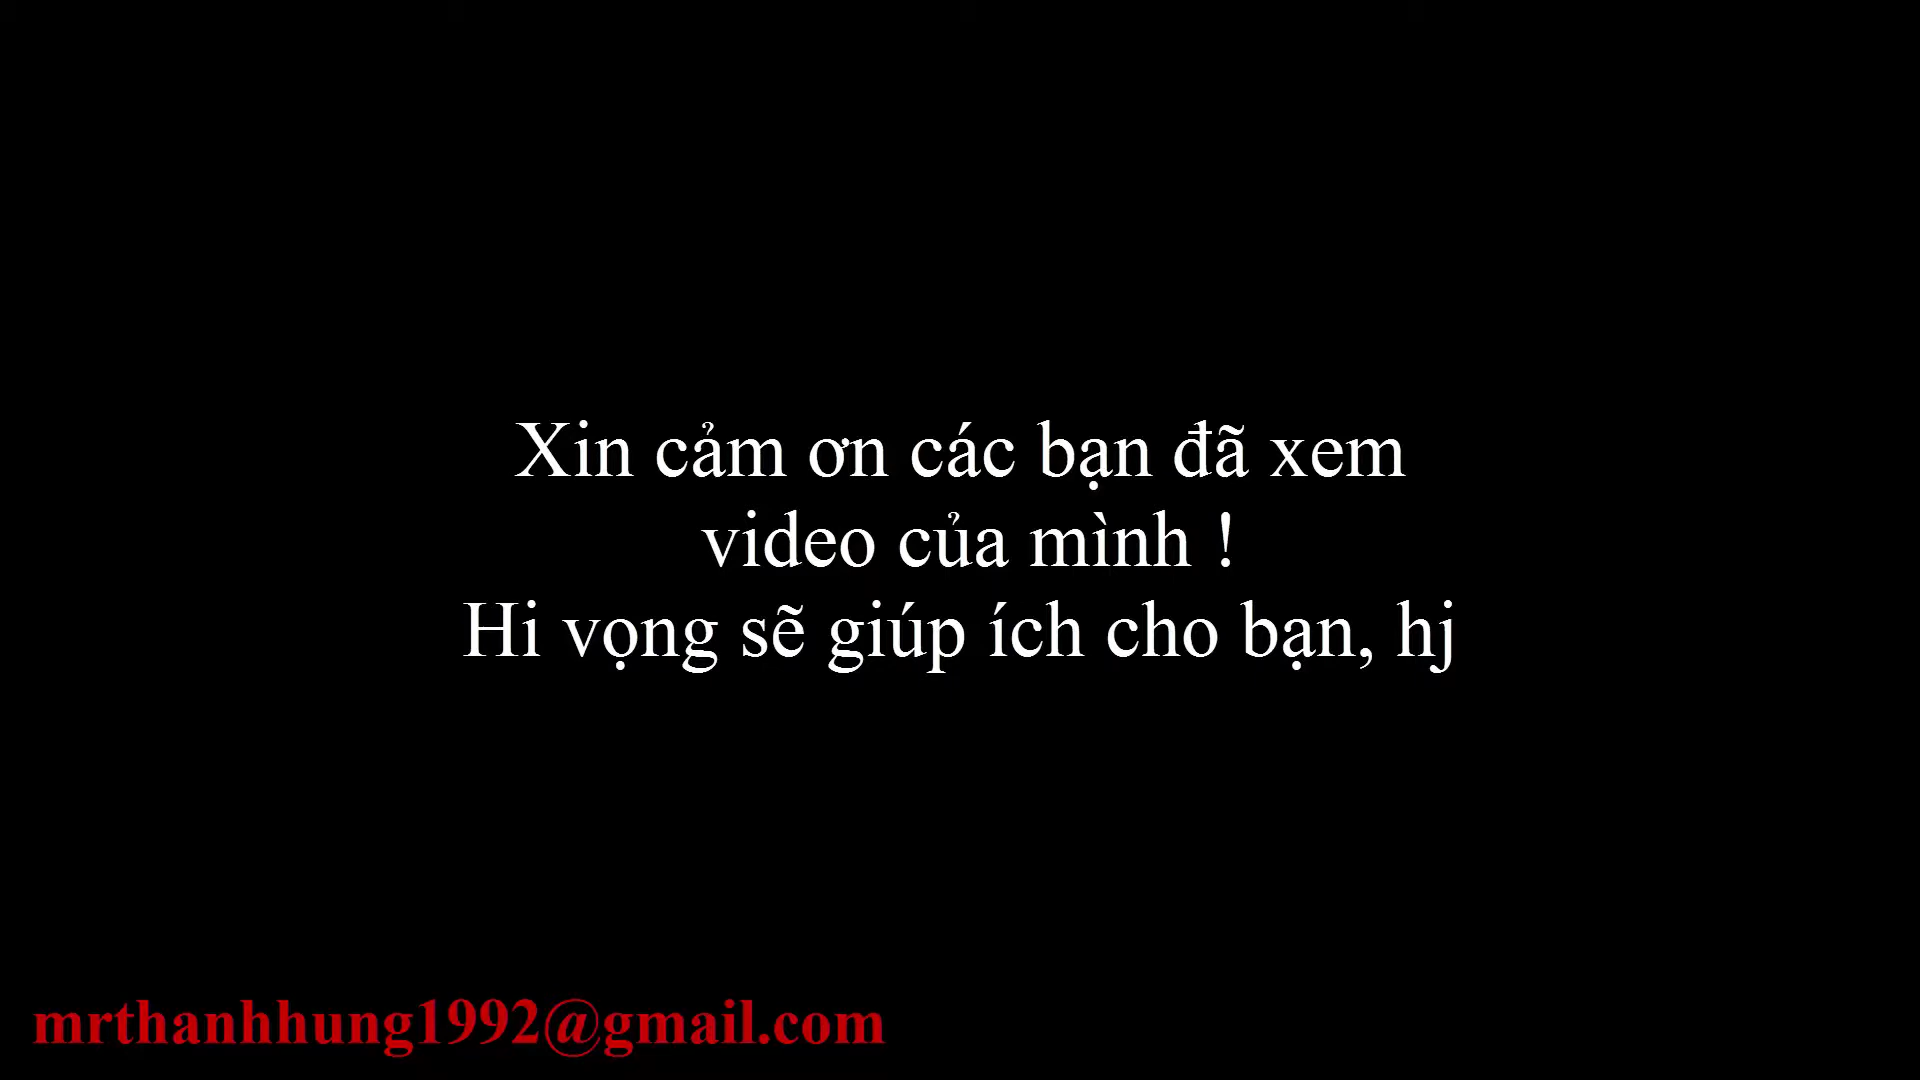 Xin cảm ơn các bạn đã xem
video của mình !
Hi vọng sẽ giúp ích cho bạn, hj
mrthanhhung1992@gmail.com